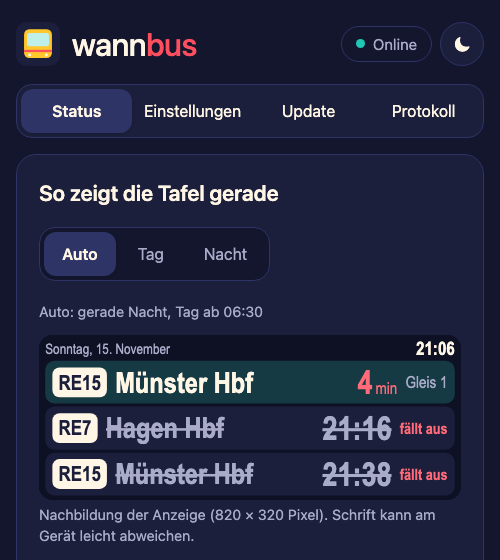 wannbus
Online
Status Einstellungen Update Protokoll
So zeigt die Tafel gerade
Auto Tag Nacht
Auto: gerade Nacht, Tag ab 06:30
Sonntag, 15. November 21:06
RE15 Münster Hbf 4 min Gleis 1
RE7 Hagen Hbf 21:16 fällt aus
RE15 Münster Hbf 21:38 fällt aus
Nachbildung der Anzeige (820 × 320 Pixel). Schrift kann am
Gerät leicht abweichen.